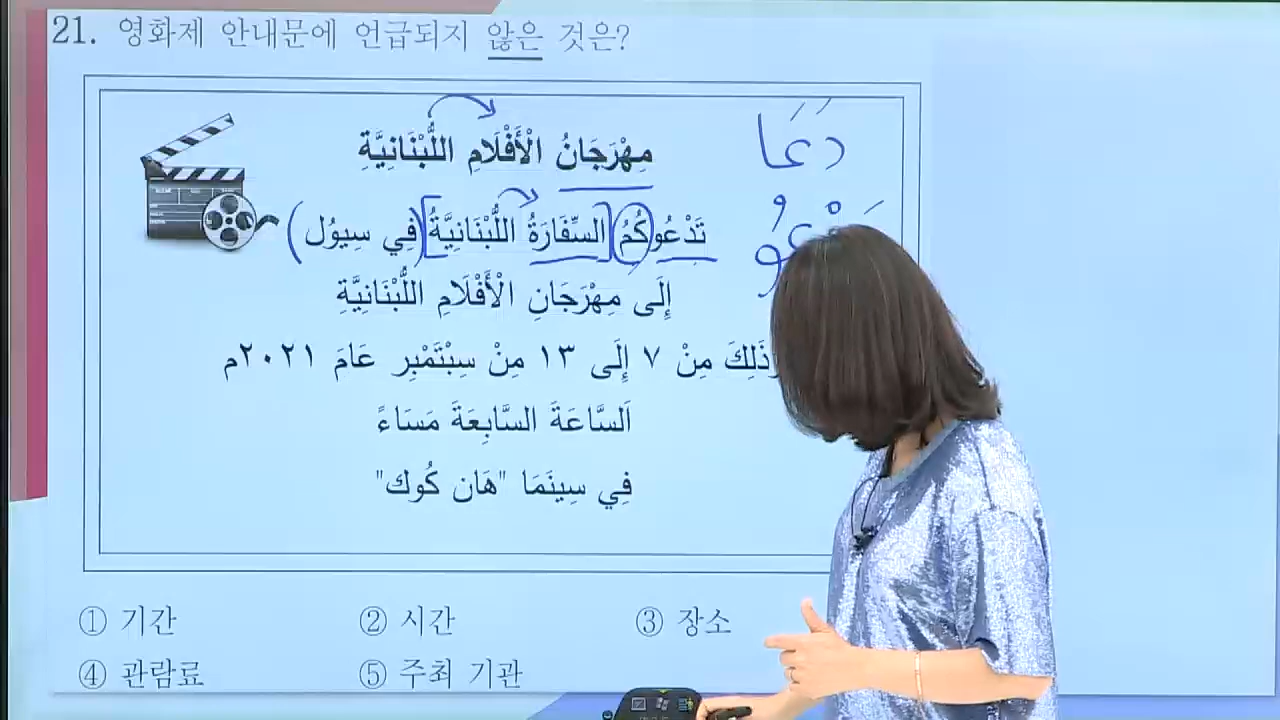 21. 영화제 안내문에 언급되지 않은 것은?
مِهْرَجَانُ الْأَفْلَامِ اللُّبْنَانِيَّةِ
دَعَا
تَدْعُوكُمُ السِّفَارَةُ اللُّبْنَانِيَّةُ (فِي سِيوُل)
إِلَى مِهْرَجَانِ الْأَفْلَامِ اللُّبْنَانِيَّةِ
ذَلِكَ مِنْ ٧ إِلَى ١٣ مِنْ سِبْتَمْبِر عَامَ ٢٠٢١م
اَلسَّاعَةَ السَّابِعَةَ مَسَاءً
فِي سِينَمَا "هَان كُوك"
① 기간 ② 시간 ③ 장소
④ 관람료 ⑤ 주최 기관